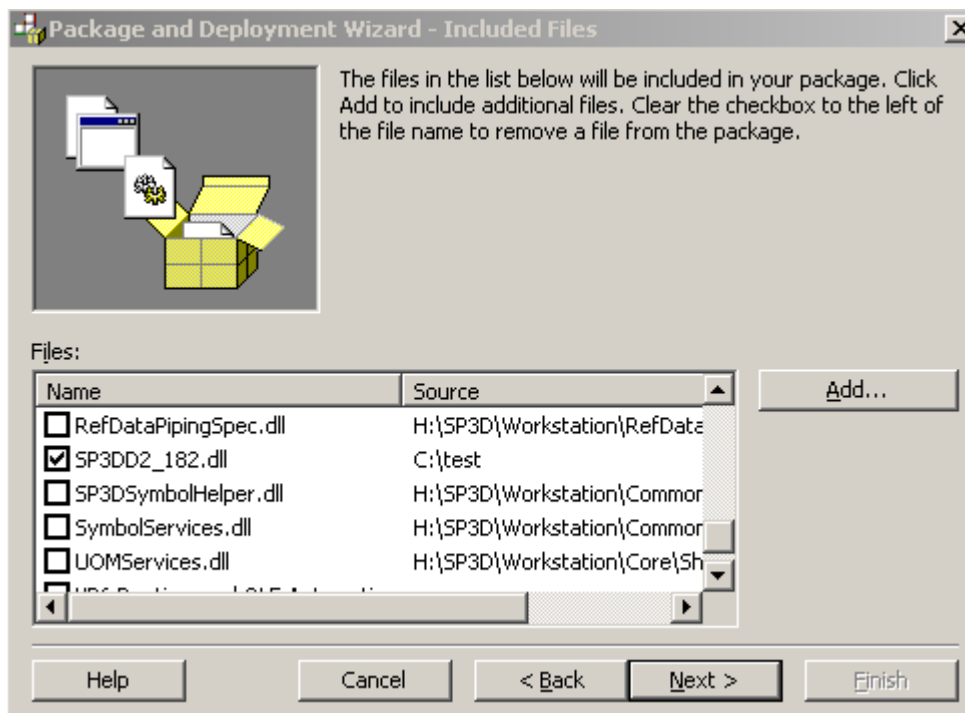 Package and Deployment Wizard - Included Files
The files in the list below will be included in your package. Click
Add to include additional files. Clear the checkbox to the left of
the file name to remove a file from the package.
Files:
Name Source
Add...
RefDataPipingSpec.dll H:\SP3D\Workstation\RefData
SP3DD2_182.dll C:\test
SP3DSymbolHelper.dll H:\SP3D\Workstation\Common
SymbolServices.dll H:\SP3D\Workstation\Common
UOMServices.dll H:\SP3D\Workstation\Core\Sh
Help Cancel < Back Next > Finish